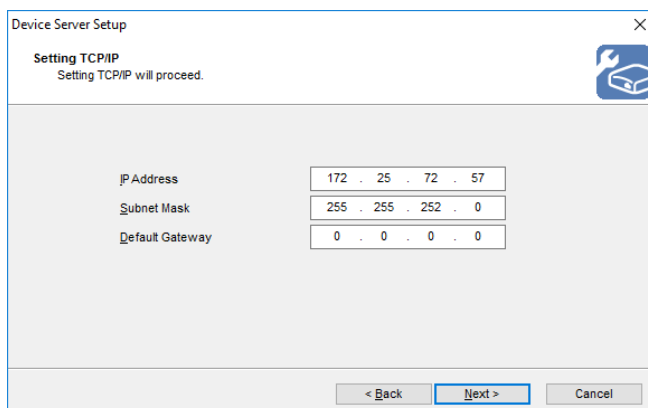 Device Server Setup
Setting TCP/IP
Setting TCP/IP will proceed.
IP Address 172 . 25 . 72 . 57
Subnet Mask 255 . 255 . 252 . 0
Default Gateway 0 . 0 . 0 . 0
< Back Next > Cancel